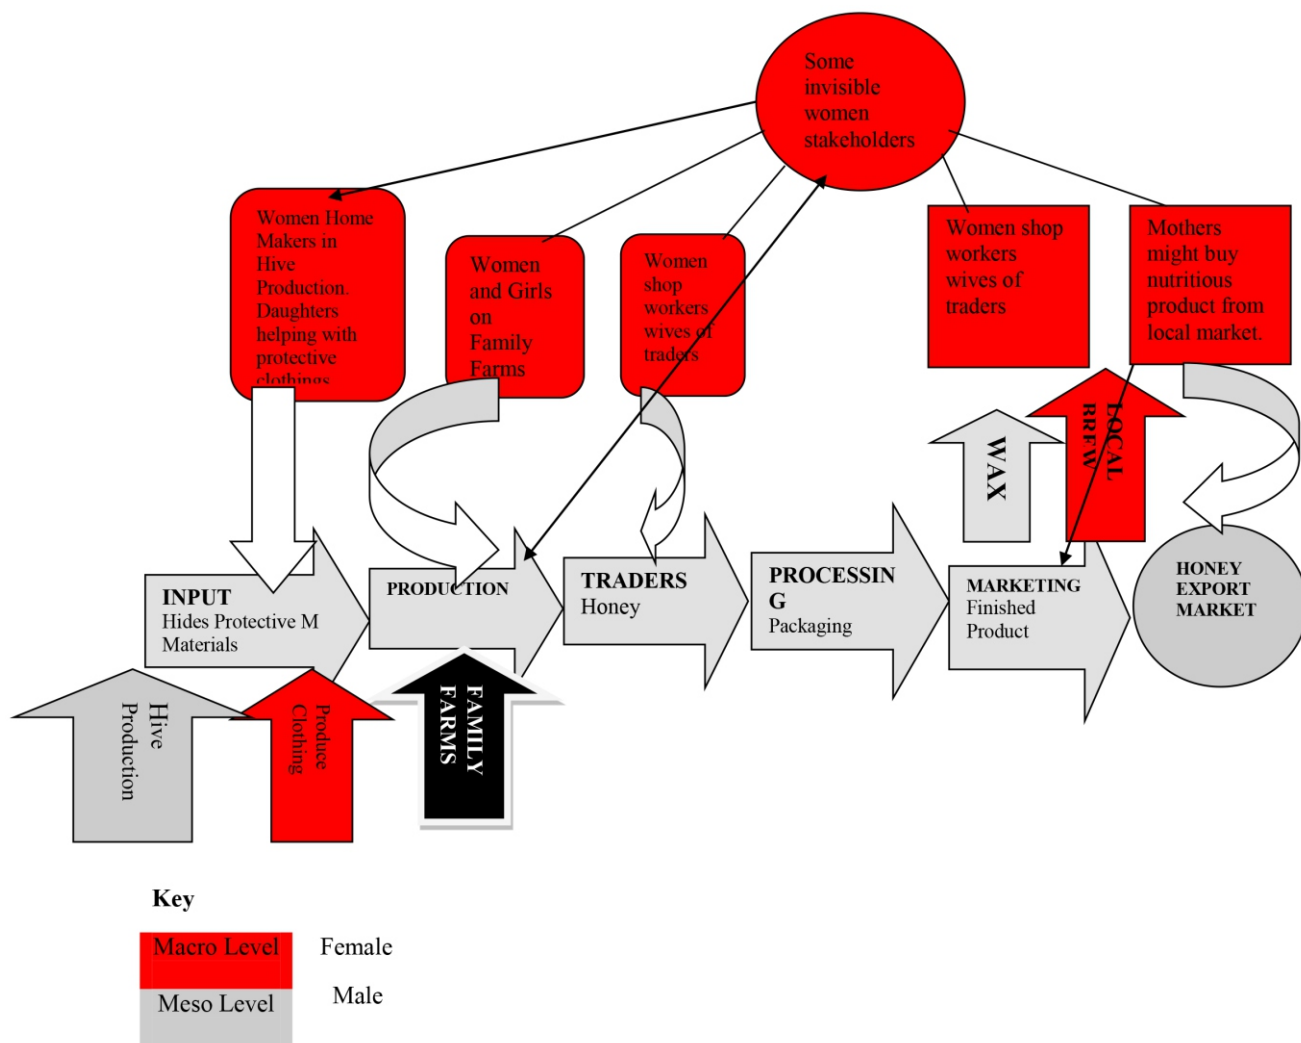 Some
invisible
women
stakeholders
Women Home
Makers in
Hive
Production.
Daughters
helping with
protective
clothings
Women
and Girls
on
Family
Farms
Women
shop
workers
wives of
traders
Women shop
workers
wives of
traders
Mothers
might buy
nutritious
product from
local market.
WAX
LOCAL
BREW
INPUT
Hides Protective M
Materials
PRODUCTION
TRADERS
Honey
PROCESSIN
G
Packaging
MARKETING
Finished
Product
HONEY
EXPORT
MARKET
Hive
Production
Produce
Clothing
FAMILY
FARMS
Key
Macro Level Female
Meso Level Male